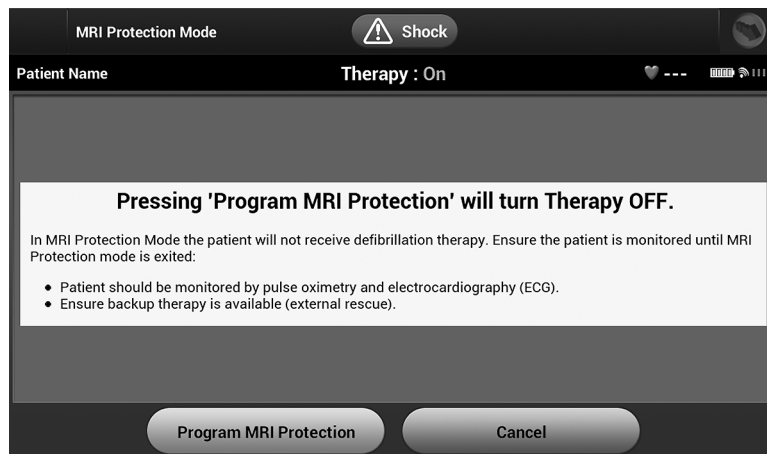 MRI Protection Mode
Shock
Patient Name
Therapy : On
---
Pressing 'Program MRI Protection' will turn Therapy OFF.
In MRI Protection Mode the patient will not receive defibrillation therapy. Ensure the patient is monitored until MRI
Protection mode is exited:
• Patient should be monitored by pulse oximetry and electrocardiography (ECG).
• Ensure backup therapy is available (external rescue).
Program MRI Protection
Cancel